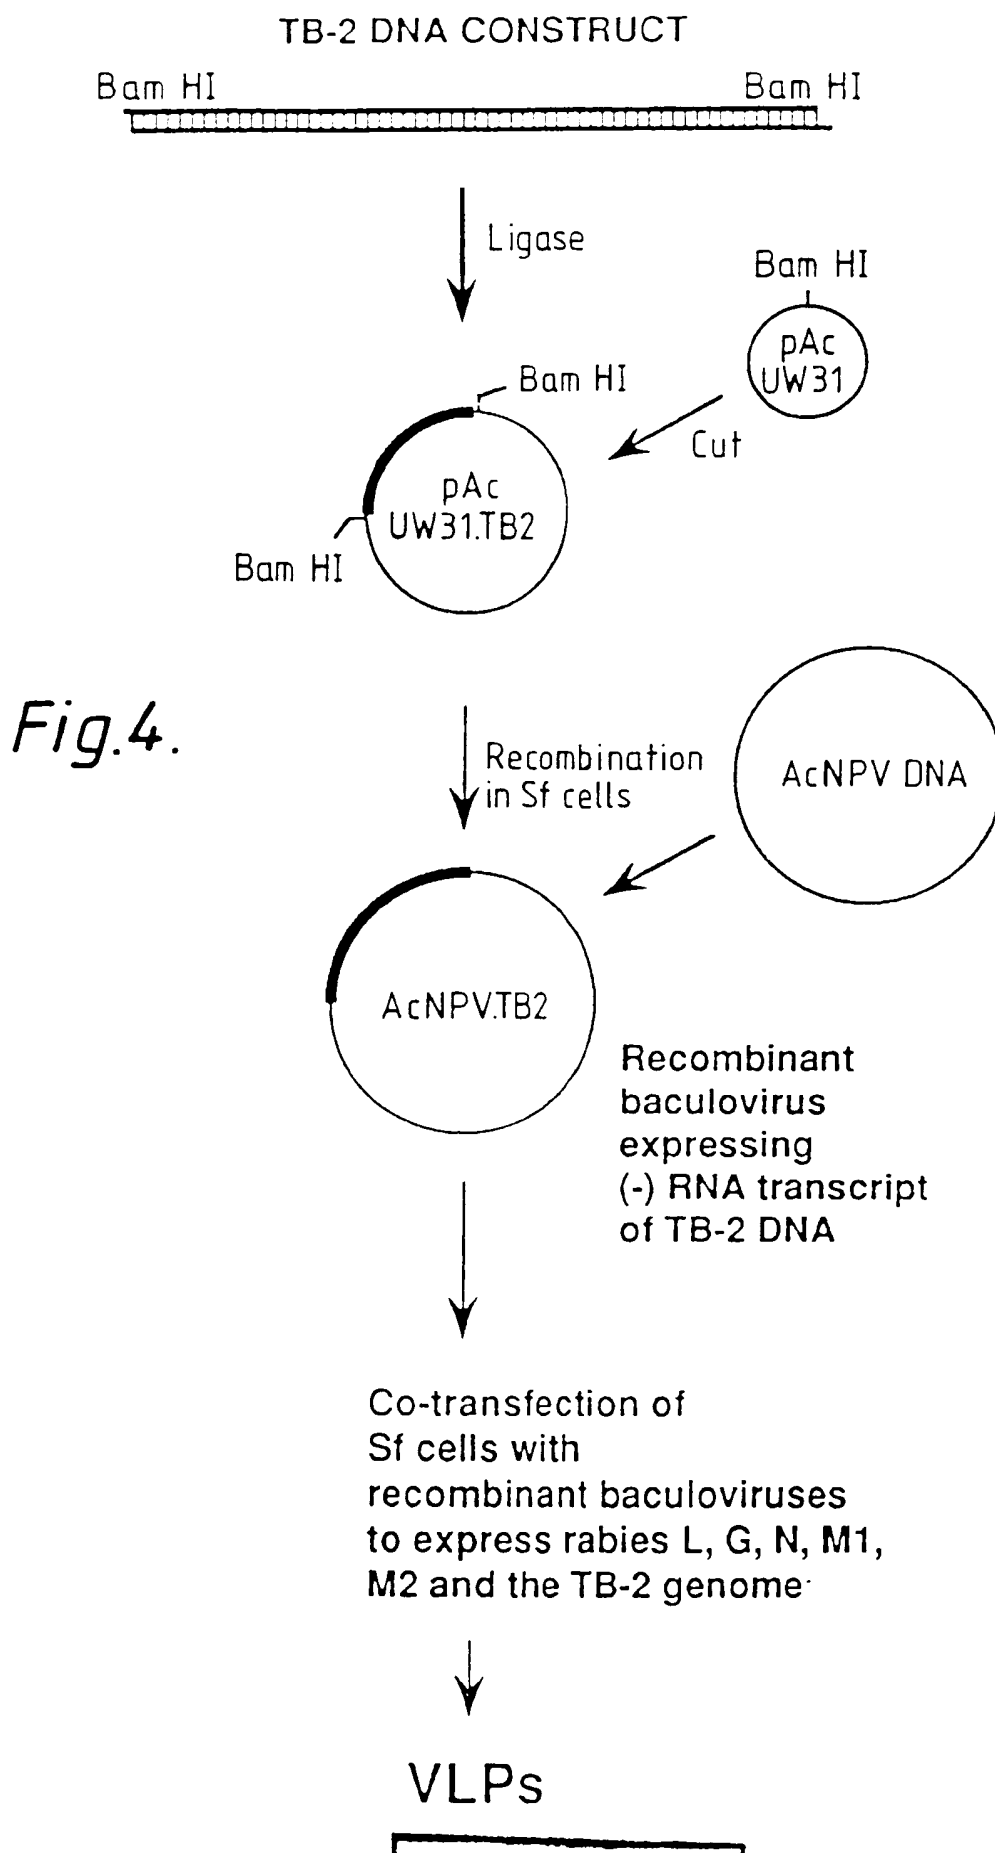 TB-2 DNA CONSTRUCT
Bam HI
Bam HI
Ligase
Bam HI
pAc
UW31
Cut
Bam HI
pAc
UW31.TB2
Bam HI
Fig.4.
Recombination
in Sf cells
AcNPV DNA
AcNPV.TB2
Recombinant
baculovirus
expressing
(-) RNA transcript
of TB-2 DNA
Co-transfection of
Sf cells with
recombinant baculoviruses
to express rabies L, G, N, M1,
M2 and the TB-2 genome
VLPs